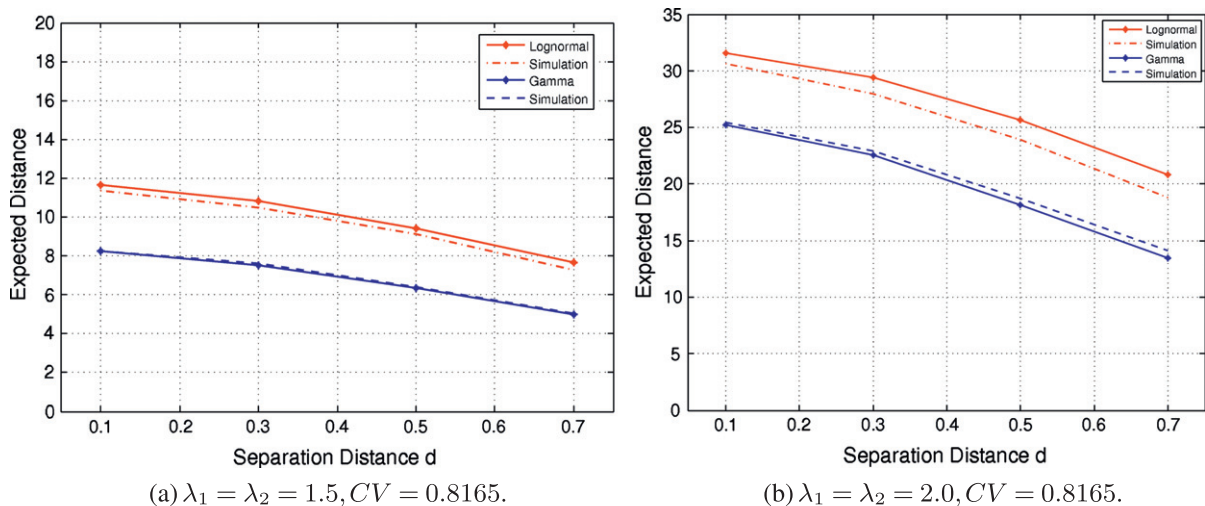 20
18
16
14
12
10
8
6
4
2
0
Expected Distance
Lognormal
Simulation
Gamma
Simulation
0.1 0.2 0.3 0.4 0.5 0.6 0.7
Separation Distance d
(a) λ₁ = λ₂ = 1.5, CV = 0.8165.
35
30
25
20
15
10
5
0
Expected Distance
Lognormal
Simulation
Gamma
Simulation
0.1 0.2 0.3 0.4 0.5 0.6 0.7
Separation Distance d
(b) λ₁ = λ₂ = 2.0, CV = 0.8165.